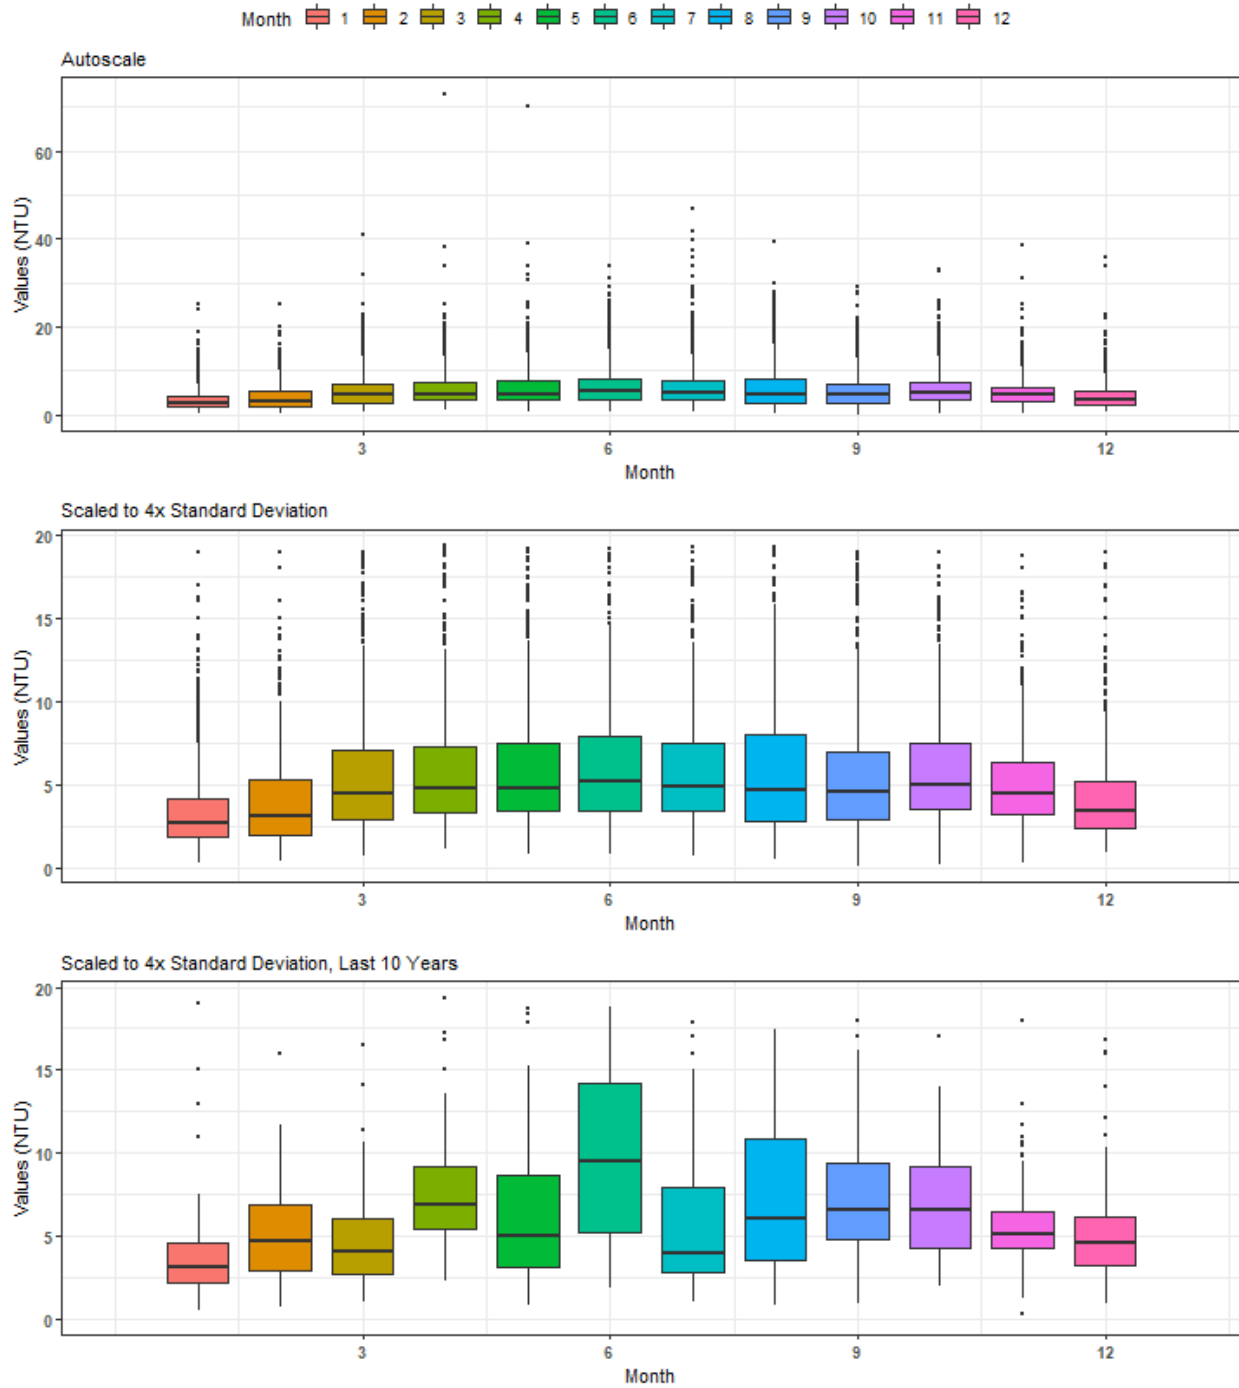 Month 1 2 3 4 5 6 7 8 9 10 11 12
Autoscale
60
40
20
0
Values (NTU)
3 6 9 12
Month
Scaled to 4x Standard Deviation
20
15
10
5
0
Values (NTU)
3 6 9 12
Month
Scaled to 4x Standard Deviation, Last 10 Years
20
15
10
5
0
Values (NTU)
3 6 9 12
Month